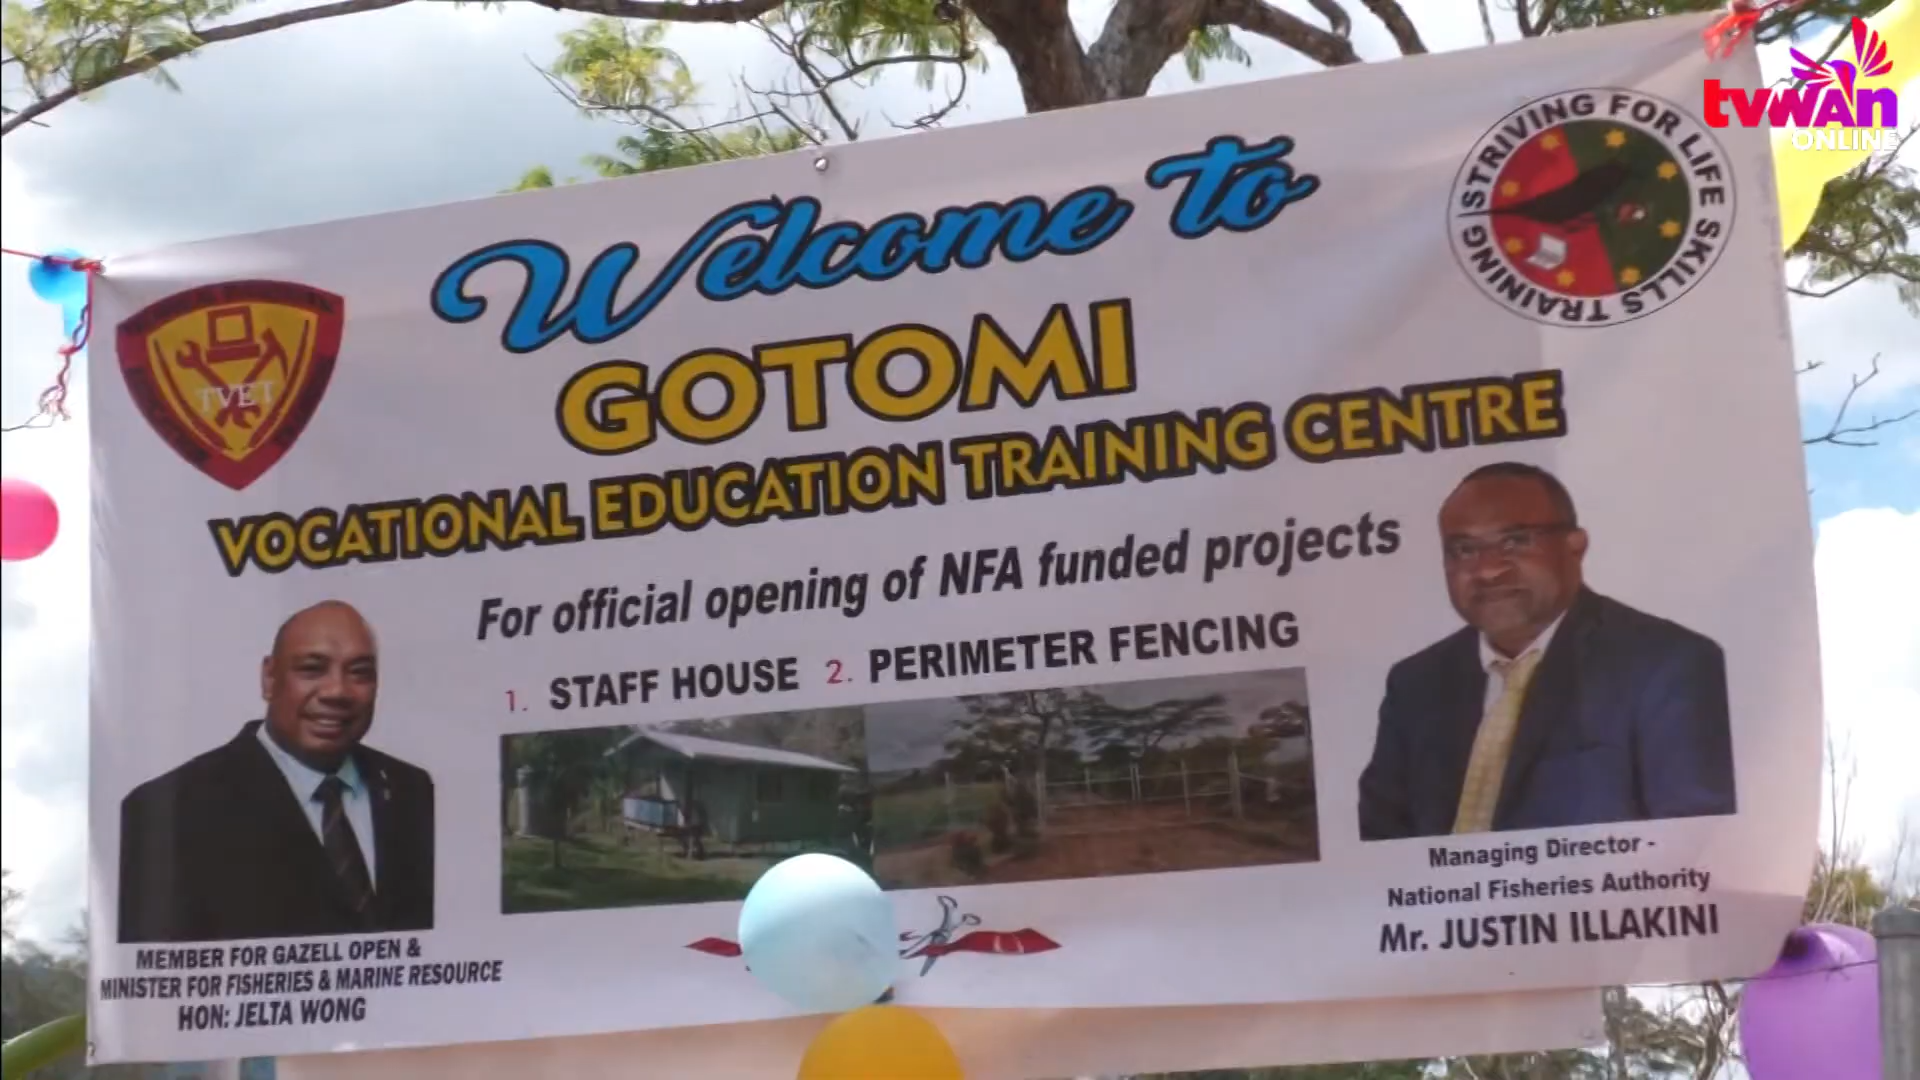 tvwan
ONLINE
STRIVING FOR LIFE SKILLS TRAINING
Welcome to
GOTOMI
VOCATIONAL EDUCATION TRAINING CENTRE
TVET
For official opening of NFA funded projects
1. STAFF HOUSE 2. PERIMETER FENCING
MEMBER FOR GAZELL OPEN &
MINISTER FOR FISHERIES & MARINE RESOURCE
HON: JELTA WONG
Managing Director -
National Fisheries Authority
Mr. JUSTIN ILLAKINI